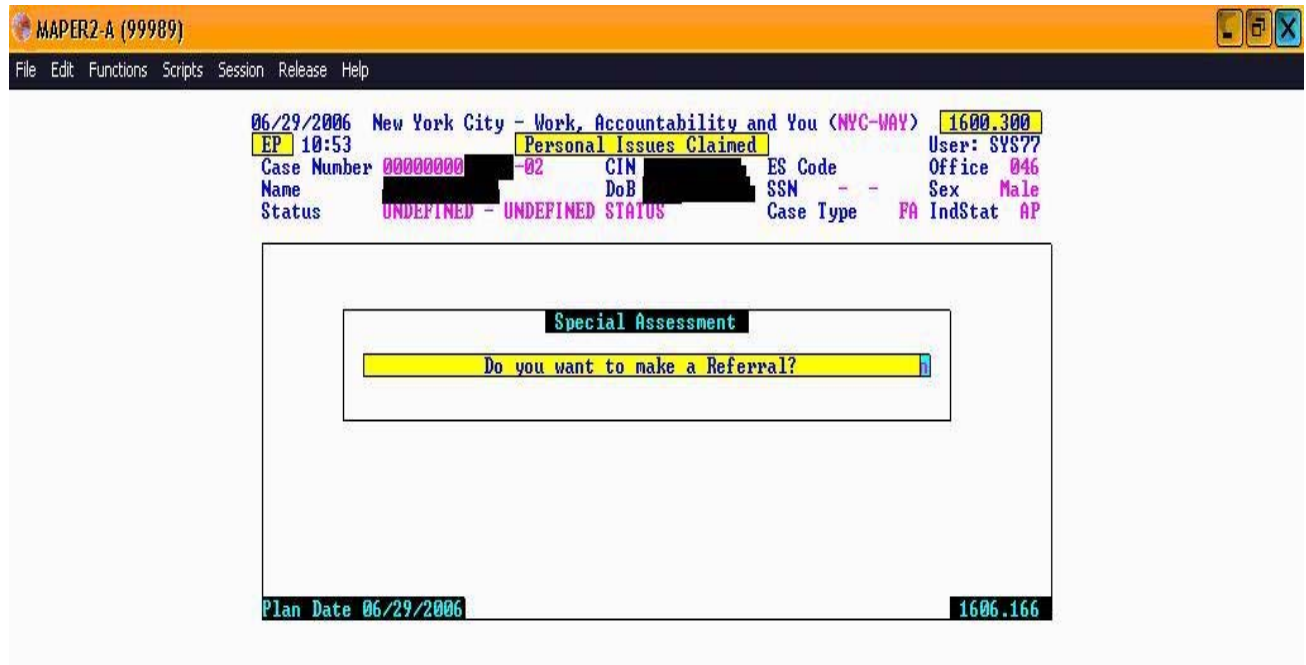 MAPER2-A (99989)
File Edit Functions Scripts Session Release Help
06/29/2006 New York City - Work, Accountability and You (NYC-WAY) 1600.300
EP 10:53 Personal Issues Claimed User: SYS77
Case Number 00000000 -02 CIN ES Code Office 046
Name DoB SSN - - Sex Male
Status UNDEFINED - UNDEFINED STATUS Case Type FA IndStat AP
Special Assessment
Do you want to make a Referral? n
Plan Date 06/29/2006 1606.166